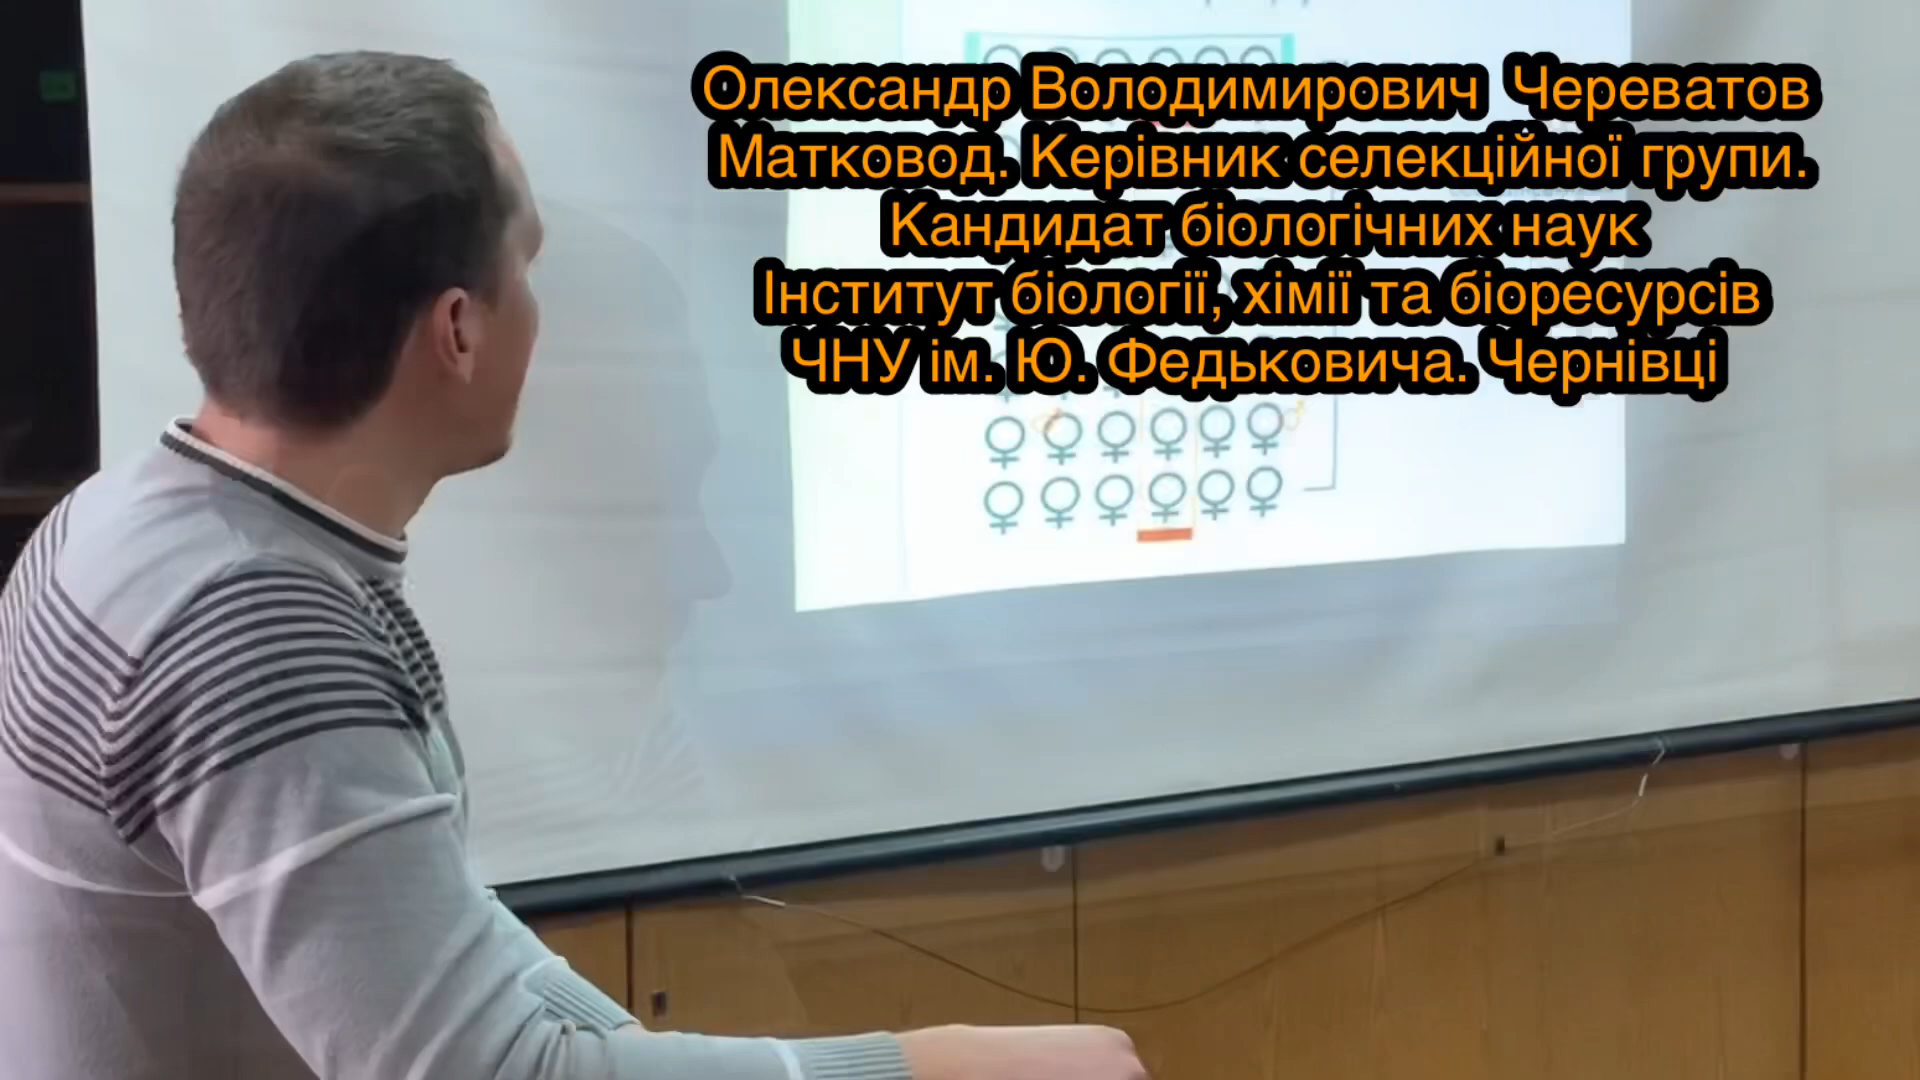 Олександр Володимирович Череватов
Матковод. Керівник селекційної групи.
Кандидат біологічних наук
Інститут біології, хімії та біоресурсів
ЧНУ ім. Ю. Федьковича. Чернівці